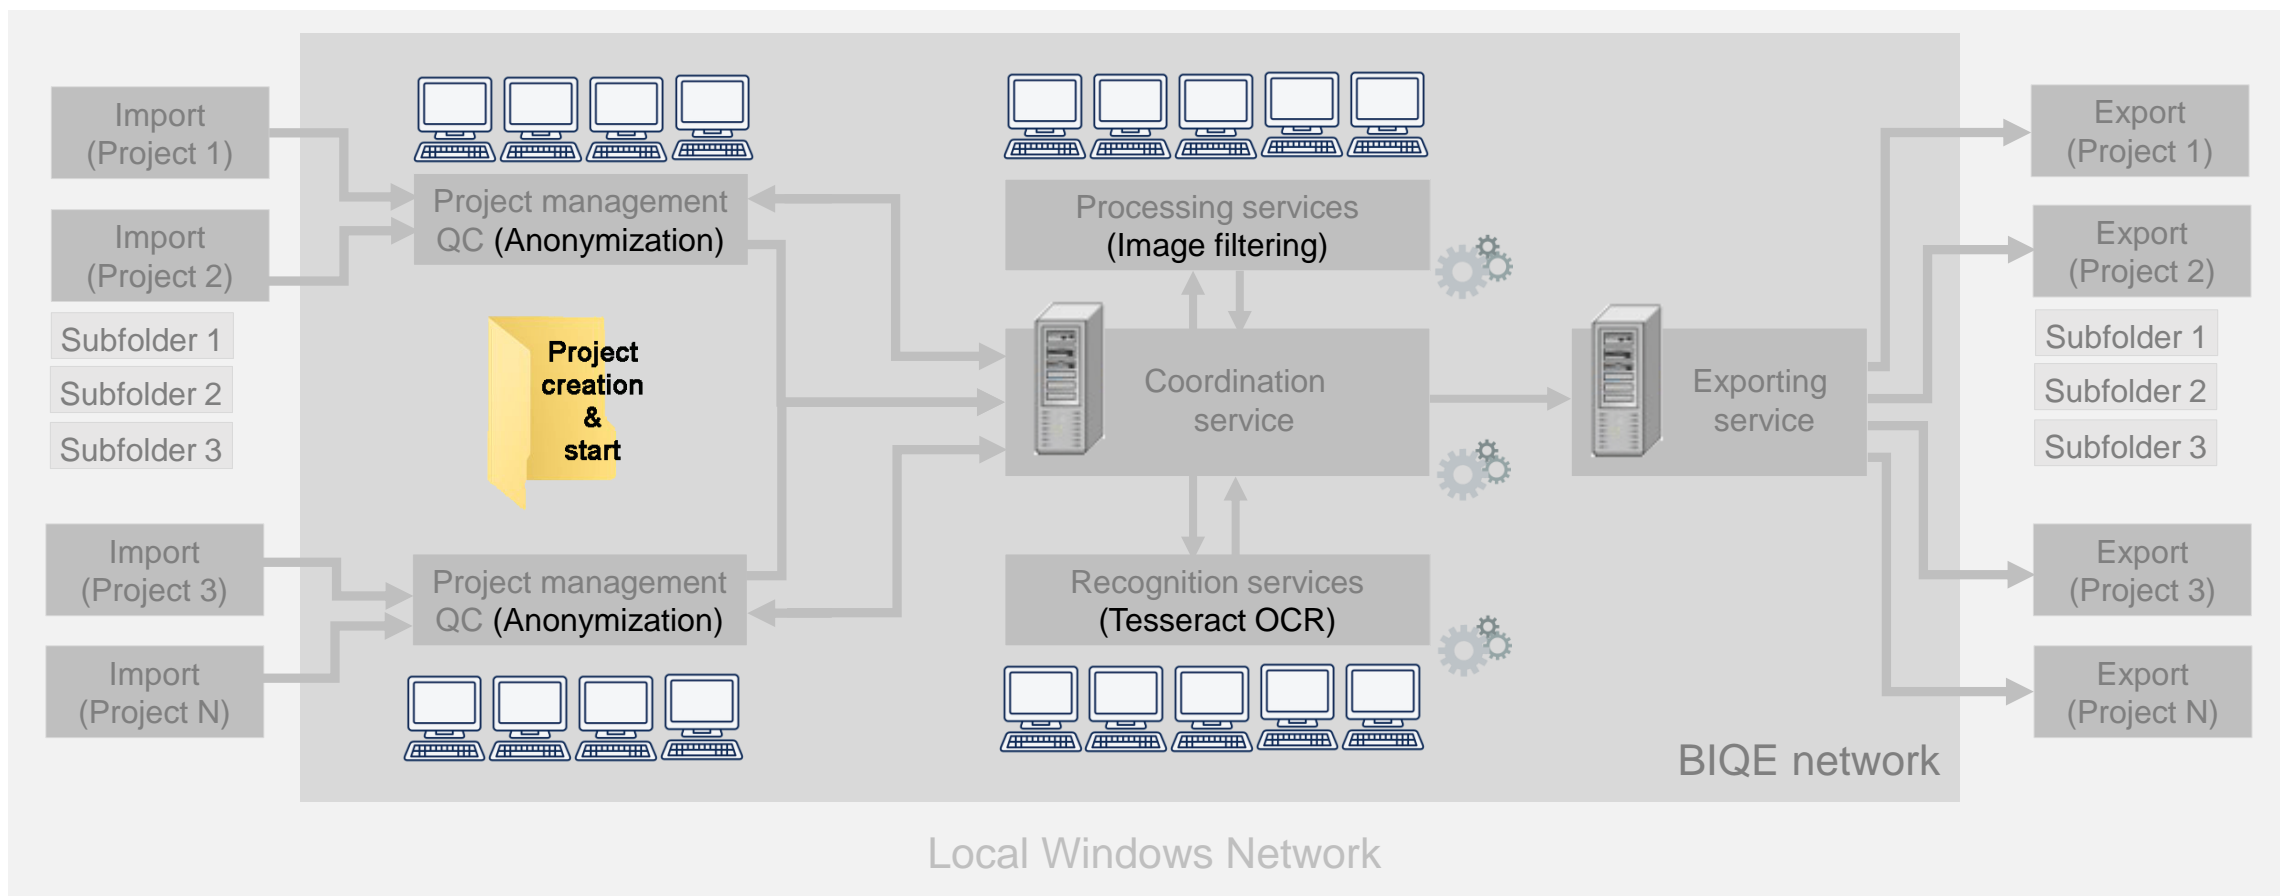 Import
(Project 1)
Import
(Project 2)
Subfolder 1
Subfolder 2
Subfolder 3
Import
(Project 3)
Import
(Project N)
Project management
QC (Anonymization)
Project
creation
&
start
Project management
QC (Anonymization)
Processing services
(Image filtering)
Coordination
service
Recognition services
(Tesseract OCR)
Exporting
service
Export
(Project 1)
Export
(Project 2)
Subfolder 1
Subfolder 2
Subfolder 3
Export
(Project 3)
Export
(Project N)
BIQE network
Local Windows Network